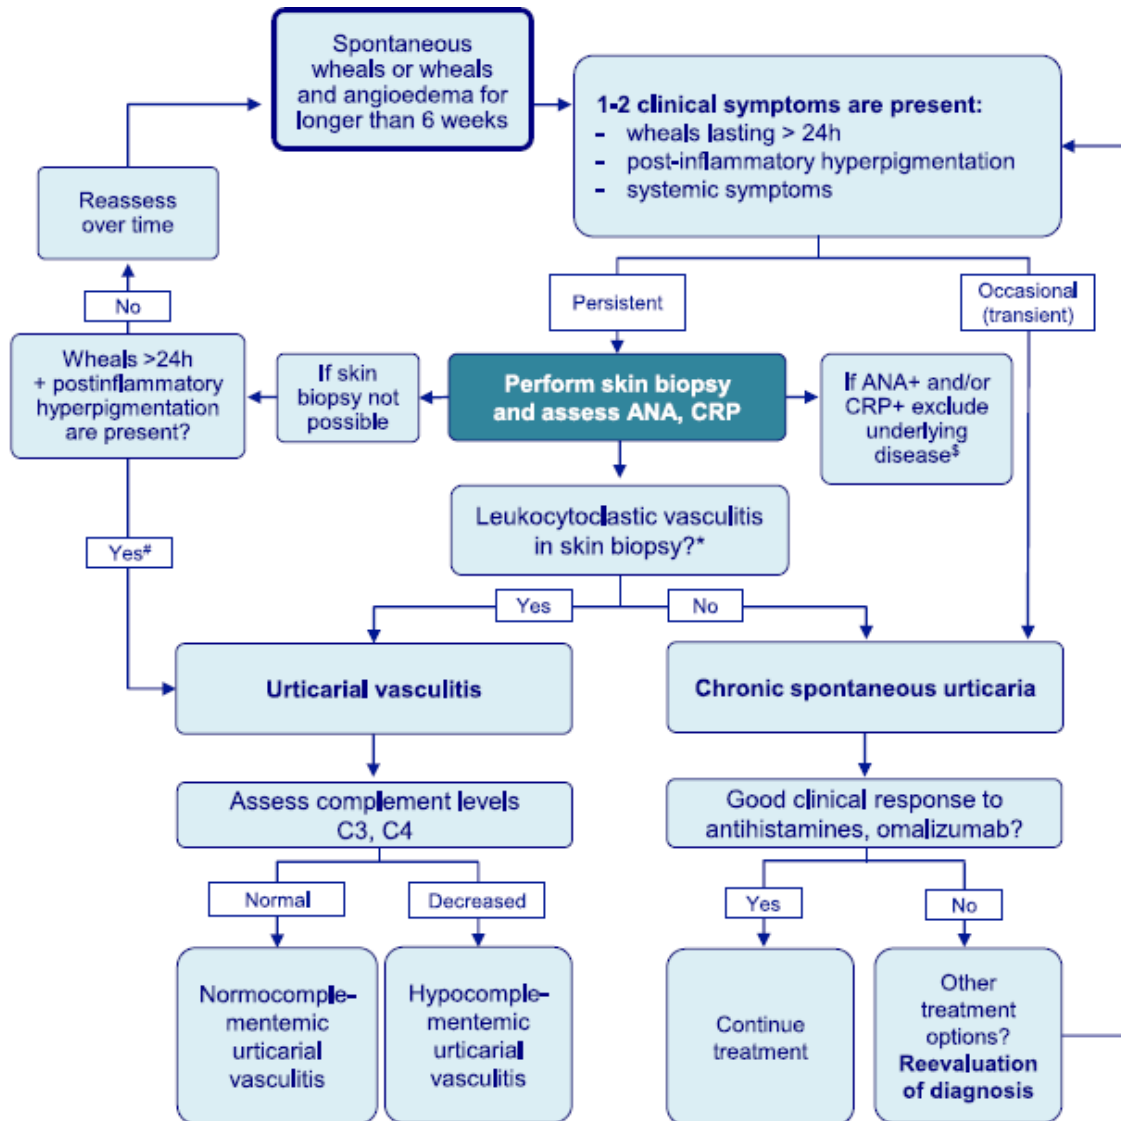 Spontaneous
wheals or wheals
and angioedema for
longer than 6 weeks
1-2 clinical symptoms are present:
- wheals lasting > 24h
- post-inflammatory hyperpigmentation
- systemic symptoms
Reassess
over time
No
Persistent
Occasional
(transient)
Wheals >24h
+ postinflammatory
hyperpigmentation
are present?
If skin
biopsy not
possible
Perform skin biopsy
and assess ANA, CRP
If ANA+ and/or
CRP+ exclude
underlying
disease$
Leukocytoclastic vasculitis
in skin biopsy?*
Yes#
Yes
No
Urticarial vasculitis
Chronic spontaneous urticaria
Assess complement levels
C3, C4
Good clinical response to
antihistamines, omalizumab?
Normal
Decreased
Yes
No
Normocomple-
mentemic
urticarial
vasculitis
Hypocomple-
mentemic
urticarial
vasculitis
Continue
treatment
Other
treatment
options?
Reevaluation
of diagnosis